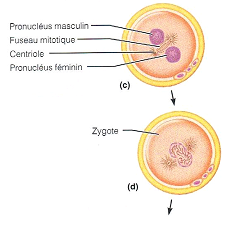 Pronucléus masculin
Fuseau mitotique
Centriole
Pronucléus féminin
(c)
Zygote
(d)